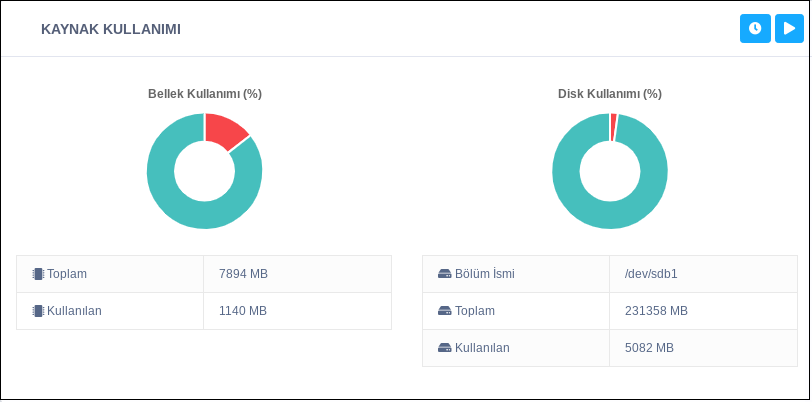 KAYNAK KULLANIMI
Bellek Kullanımı (%)
Toplam 7894 MB
Kullanılan 1140 MB
Disk Kullanımı (%)
Bölüm İsmi /dev/sdb1
Toplam 231358 MB
Kullanılan 5082 MB